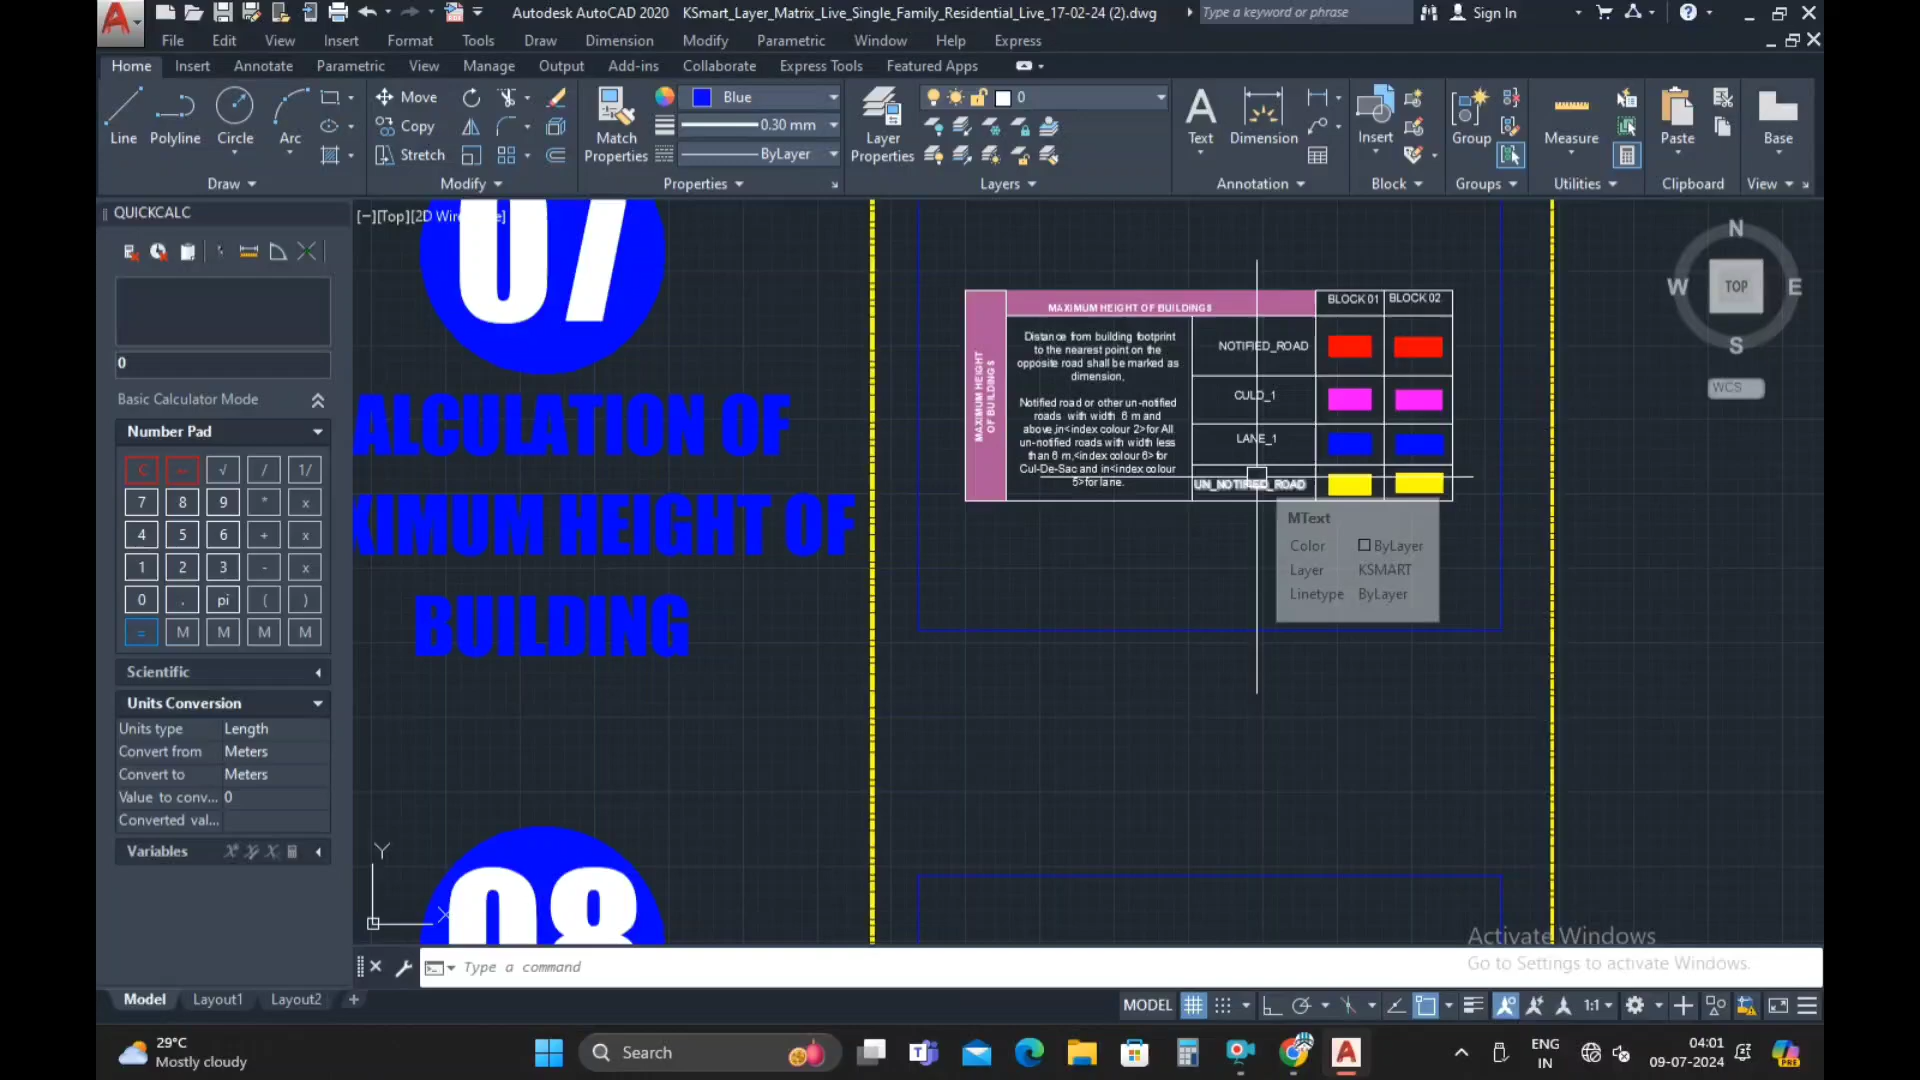 Autodesk AutoCAD 2020 KSmart_Layer_Matrix_Live_Single_Family_Residential_Live_17-02-24 (2).dwg
Type a keyword or phrase
Sign In
File Edit View Insert Format Tools Draw Dimension Modify Parametric Window Help Express
Home Insert Annotate Parametric View Manage Output Add-ins Collaborate Express Tools Featured Apps
Line Polyline Circle Arc
Move
Copy
Stretch
Match
Properties
Blue
0.30 mm
ByLayer
Layer
Properties
0
Text
Dimension
Insert
Group
Measure
Paste
Base
Draw Modify Properties Layers Annotation Block Groups Utilities Clipboard View
QUICKCALC
0
Basic Calculator Mode
Number Pad
C √ / 1/
7 8 9 * x
4 5 6 + x
1 2 3 - x
0 . pi ( )
= M M M M
Scientific
Units Conversion
Units type Length
Convert from Meters
Convert to Meters
Value to conv... 0
Converted val...
Variables
[−][Top][2D Wir e]
07
ALCULATION OF
XIMUM HEIGHT OF
BUILDING
08
MAXIMUM HEIGHT
OF BUILDINGS
MAXIMUM HEIGHT OF BUILDINGS
BLOCK 01
BLOCK 02
Distance from building footprint
to the nearest point on the
opposite road shall be marked as
dimension,
Notified road or other un-notified
roads with width 6 m and
above,in<index colour 2>for All
un-notified roads with width less
than 6 m,<index colour 6> for
Cul-De-Sac and in<index colour
5>for lane.
NOTIFIED_ROAD
CULD_1
LANE_1
UN_NOTIFIED_ROAD
MText
Color ByLayer
Layer KSMART
Linetype ByLayer
N
W TOP E
S
WCS
Y
X
Activate Windows
Go to Settings to activate Windows.
Type a command
Model Layout1 Layout2 +
MODEL
1:1
29°C
Mostly cloudy
Search
ENG
IN
04:01
09-07-2024
PRE